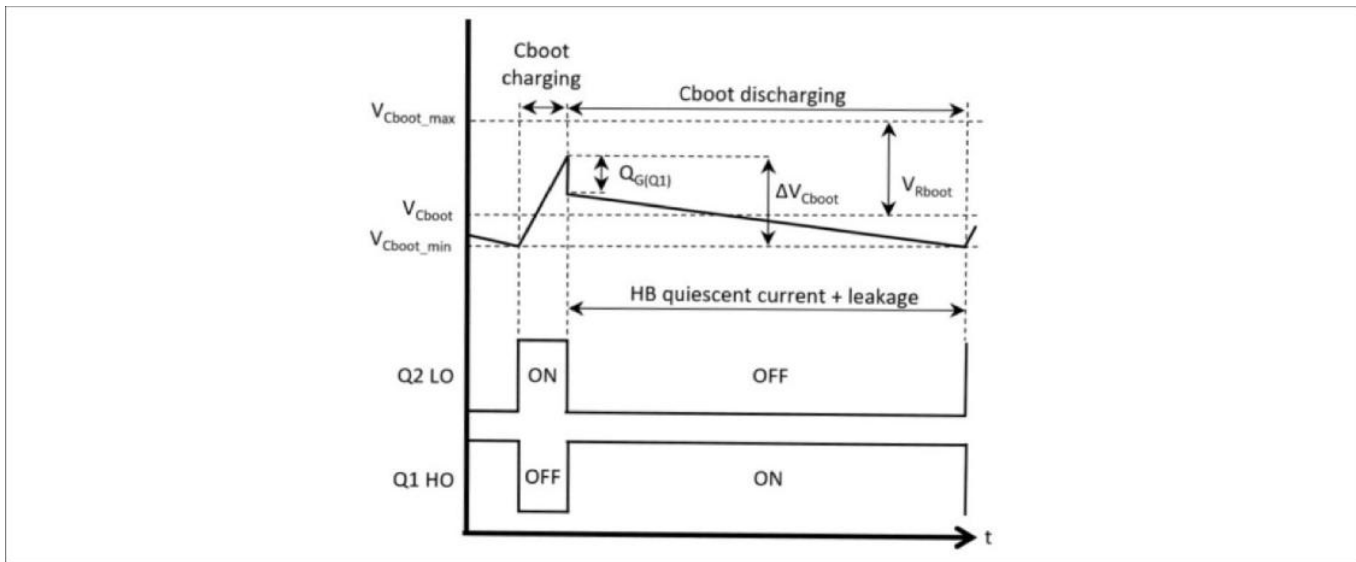 Cboot
charging
Cboot discharging
VCboot_max
QG(Q1)
ΔVCboot
VRboot
VCboot
VCboot_min
HB quiescent current + leakage
Q2 LO
ON
OFF
Q1 HO
OFF
ON
t